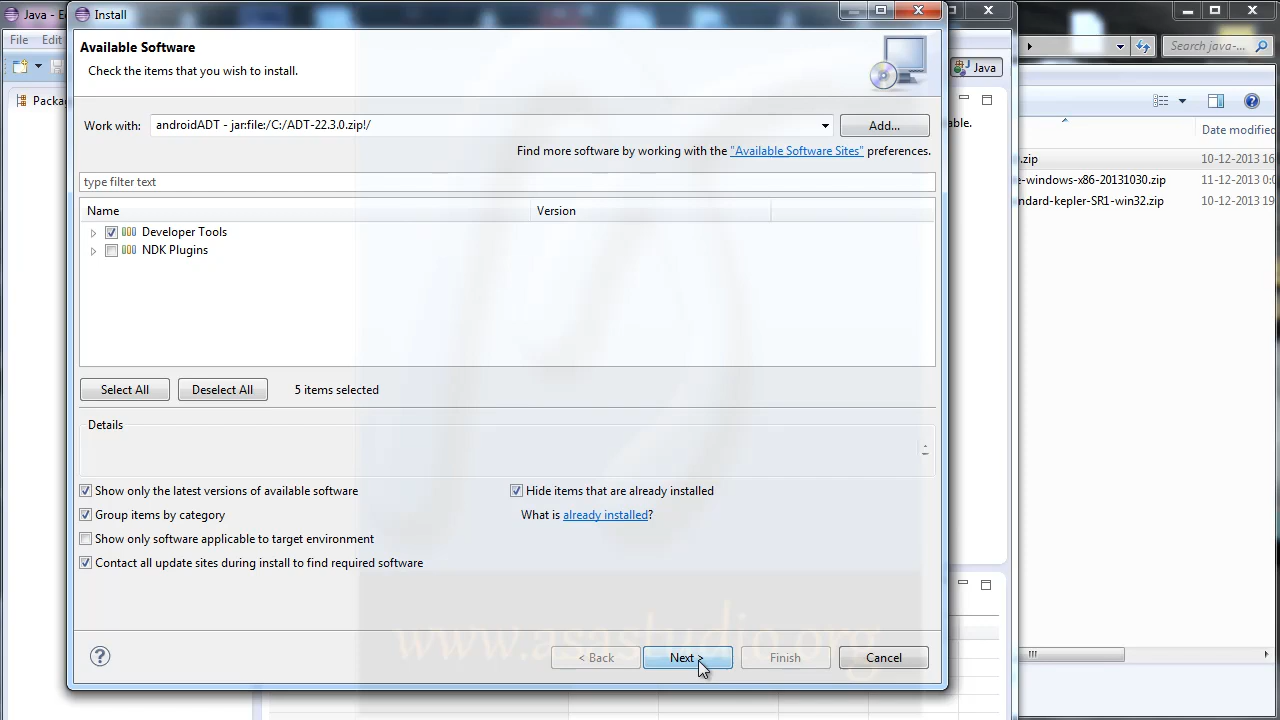 Java - E
Install
File Edit
Available Software
Check the items that you wish to install.
Search java-...
Java
Packa
Work with: androidADT - jar:file:/C:/ADT-22.3.0.zip!/ Add...
able.
Find more software by working with the "Available Software Sites" preferences.
Date modified
type filter text
.zip 10-12-2013 16
e-windows-x86-20131030.zip 11-12-2013 0:0
ndard-kepler-SR1-win32.zip 10-12-2013 19
Name Version
Developer Tools
NDK Plugins
Select All Deselect All 5 items selected
Details
Show only the latest versions of available software
Hide items that are already installed
Group items by category
What is already installed?
Show only software applicable to target environment
Contact all update sites during install to find required software
www.asastudio.org
< Back Next > Finish Cancel